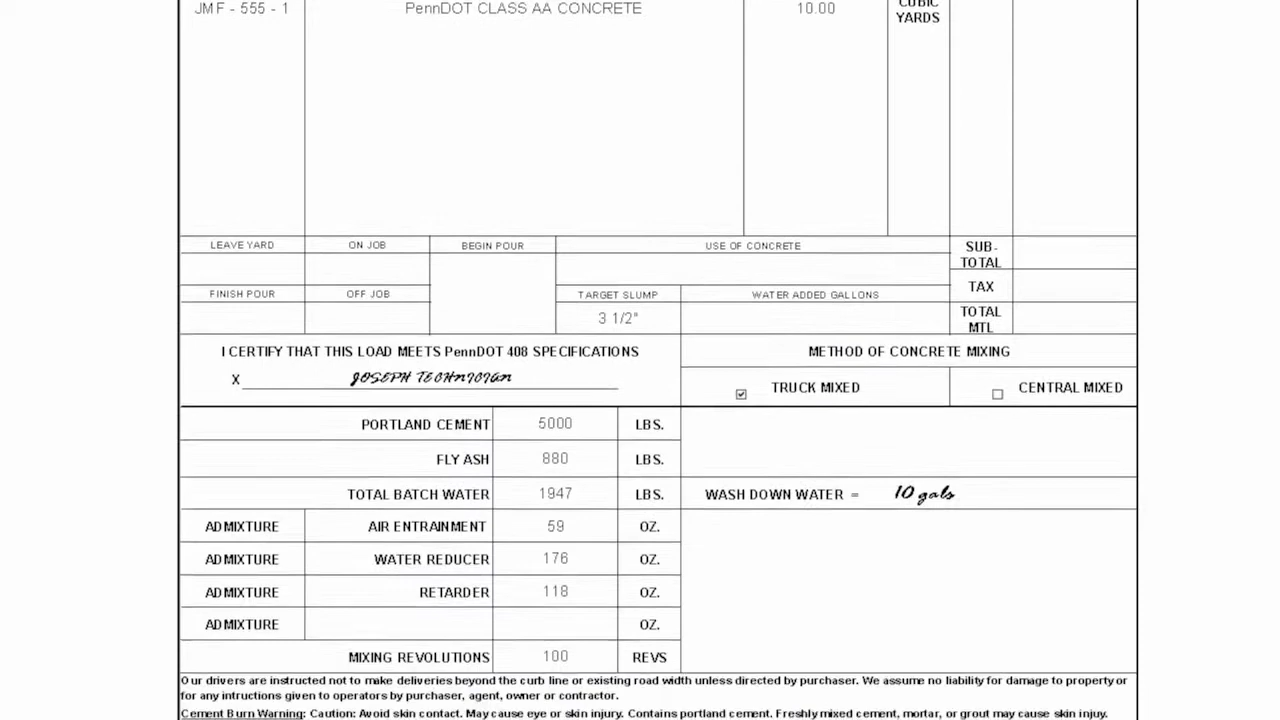 JMF - 555 - 1 PennDOT CLASS AA CONCRETE 10.00 CUBIC YARDS
LEAVE YARD ON JOB BEGIN POUR USE OF CONCRETE SUB-TOTAL
TAX
FINISH POUR OFF JOB TARGET SLUMP WATER ADDED GALLONS
3 1/2" TOTAL MTL
I CERTIFY THAT THIS LOAD MEETS PennDOT 408 SPECIFICATIONS METHOD OF CONCRETE MIXING
X JOSEPH TECHNICIAN TRUCK MIXED CENTRAL MIXED
PORTLAND CEMENT 5000 LBS.
FLY ASH 880 LBS.
TOTAL BATCH WATER 1947 LBS. WASH DOWN WATER = 10 gals
ADMIXTURE AIR ENTRAINMENT 59 OZ.
ADMIXTURE WATER REDUCER 176 OZ.
ADMIXTURE RETARDER 118 OZ.
ADMIXTURE OZ.
MIXING REVOLUTIONS 100 REVS
Our drivers are instructed not to make deliveries beyond the curb line or existing road width unless directed by purchaser. We assume no liability for damage to property or
for any intructions given to operators by purchaser, agent, owner or contractor.
Cement Burn Warning: Caution: Avoid skin contact. May cause eye or skin injury. Contains portland cement. Freshly mixed cement, mortar, or grout may cause skin injury.